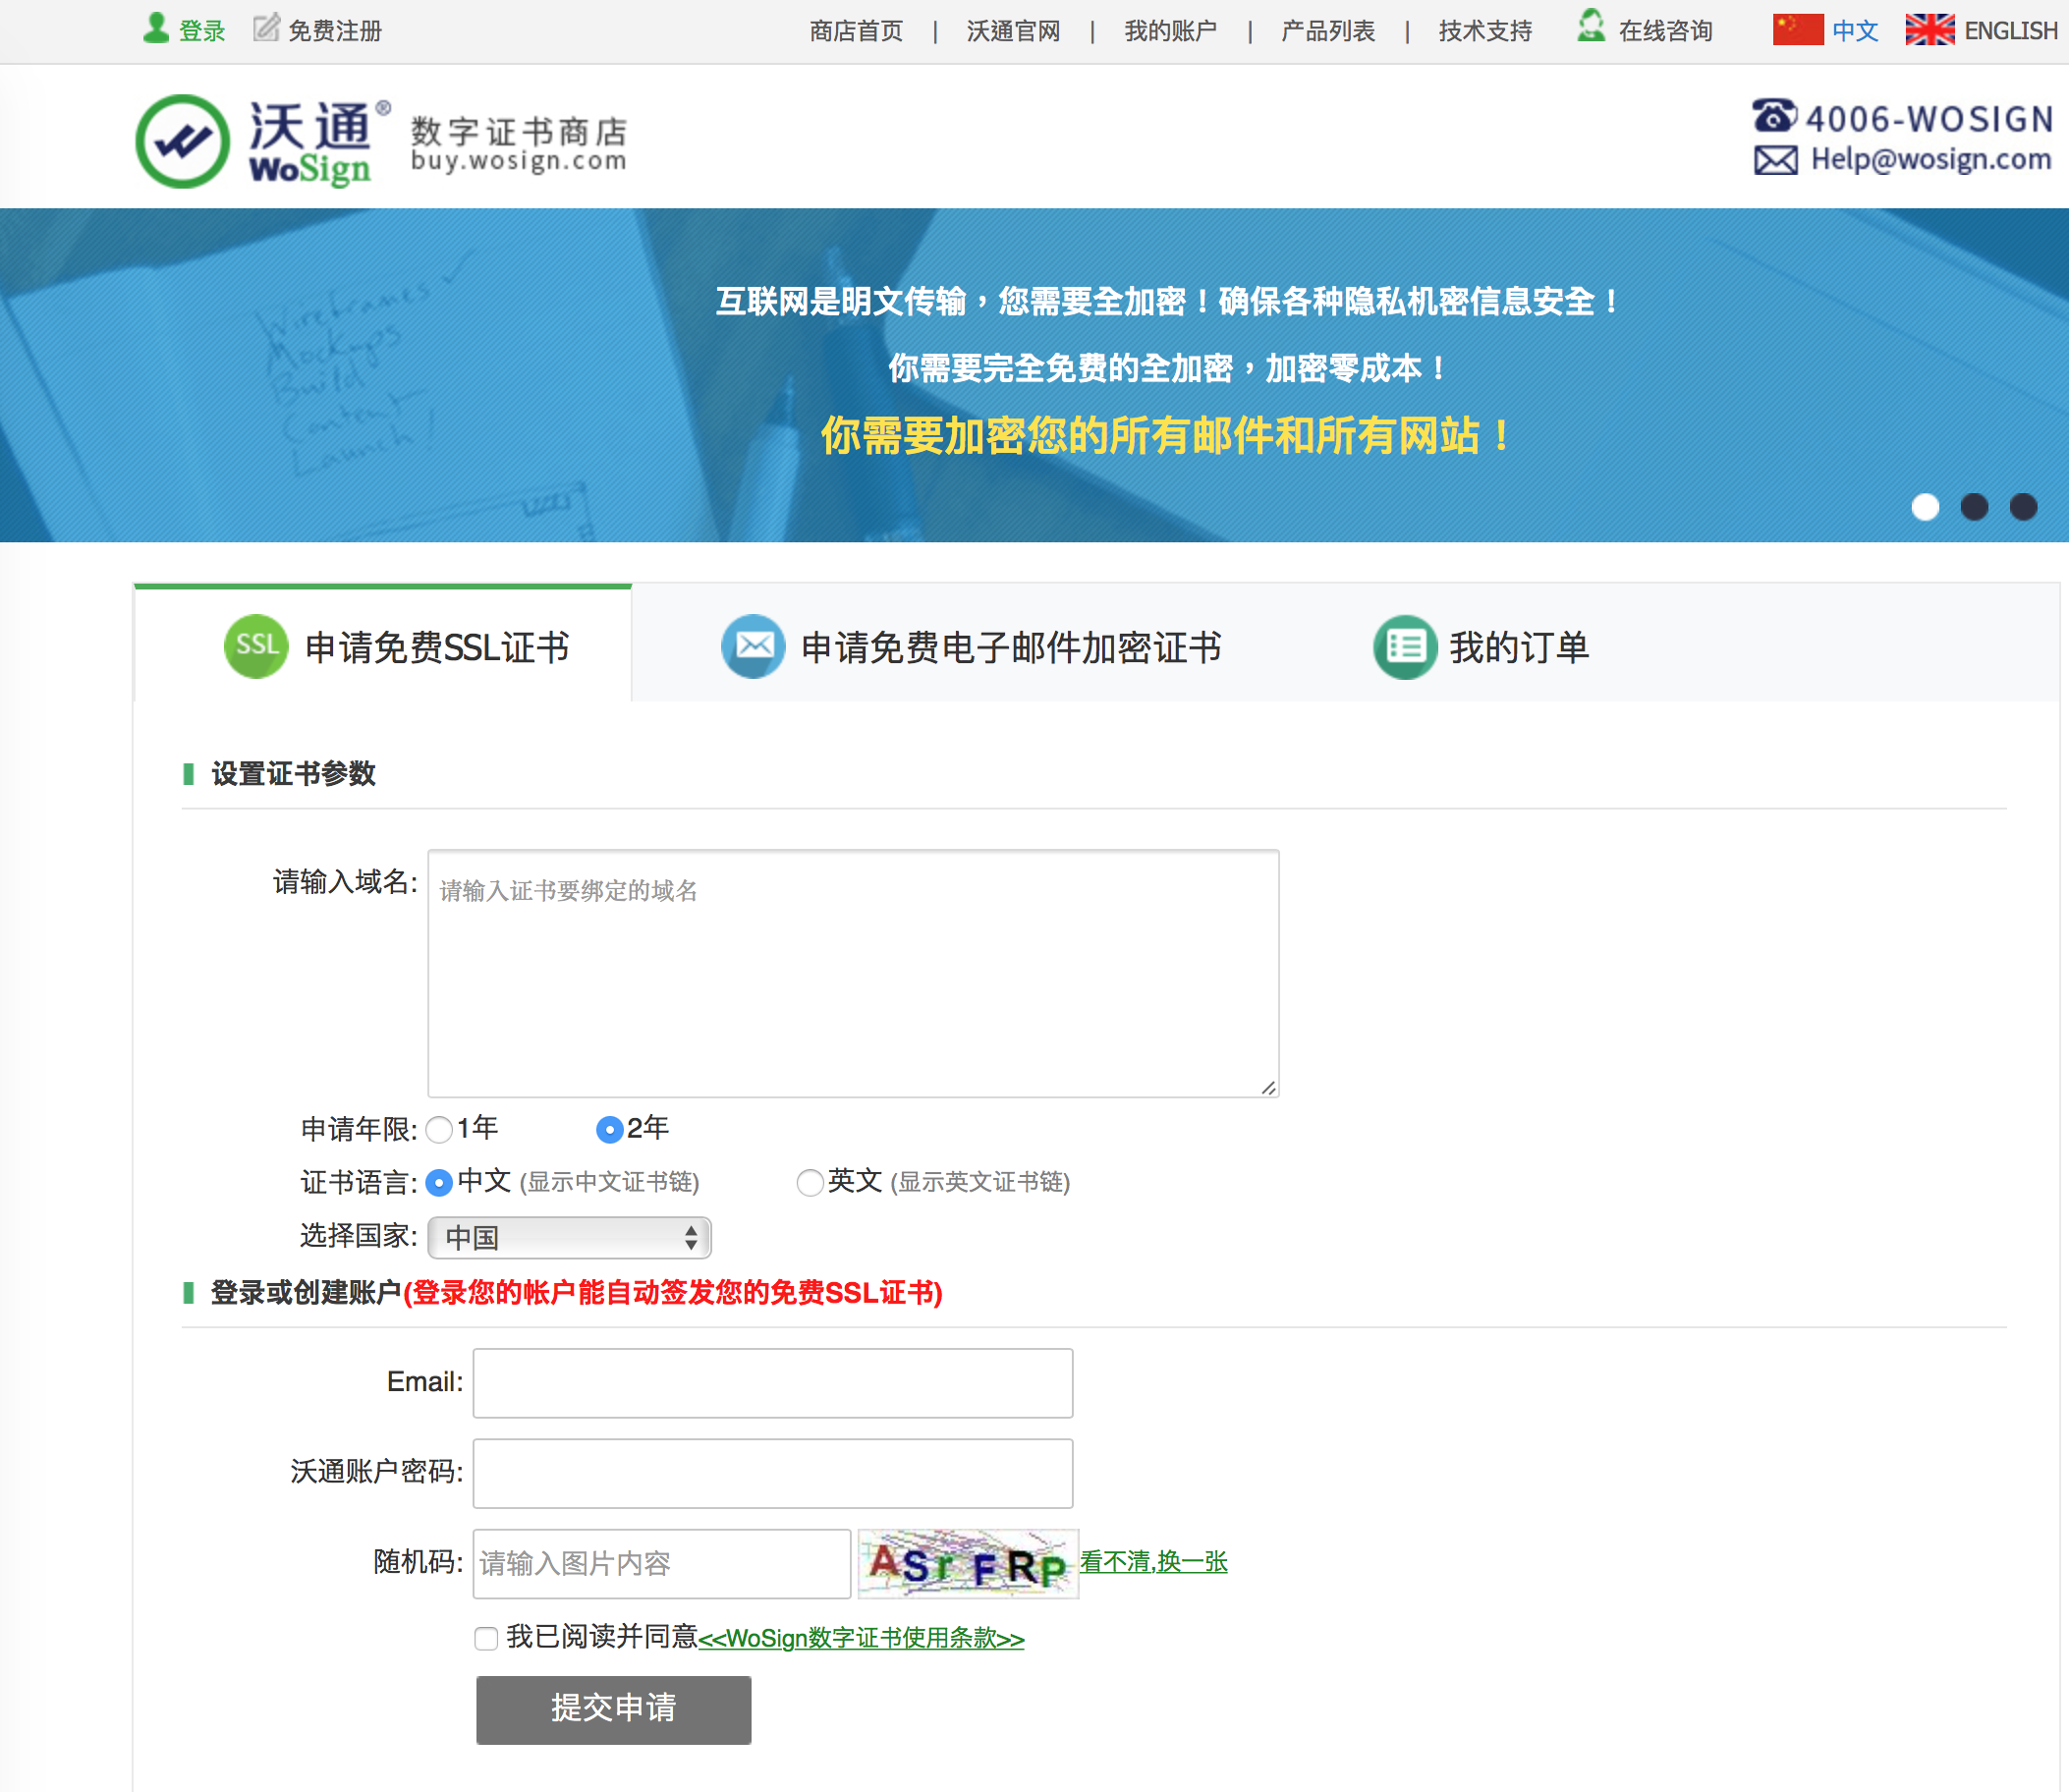 登录 免费注册 商店首页 | 沃通官网 | 我的账户 | 产品列表 | 技术支持 在线咨询 中文 ENGLISH
沃通® 数字证书商店 4006-WOSIGN
WoSign buy.wosign.com Help@wosign.com
Wireframes
Mockups
Build
Content
Launch!
互联网是明文传输，您需要全加密！确保各种隐私机密信息安全！
你需要完全免费的全加密，加密零成本！
你需要加密您的所有邮件和所有网站！
SSL 申请免费SSL证书 申请免费电子邮件加密证书 我的订单
设置证书参数
请输入域名: 请输入证书要绑定的域名
申请年限: 1年 2年
证书语言: 中文 (显示中文证书链) 英文 (显示英文证书链)
选择国家: 中国
登录或创建账户(登录您的帐户能自动签发您的免费SSL证书)
Email:
沃通账户密码:
随机码: 请输入图片内容 ASrFRP 看不清,换一张
我已阅读并同意<<WoSign数字证书使用条款>>
提交申请